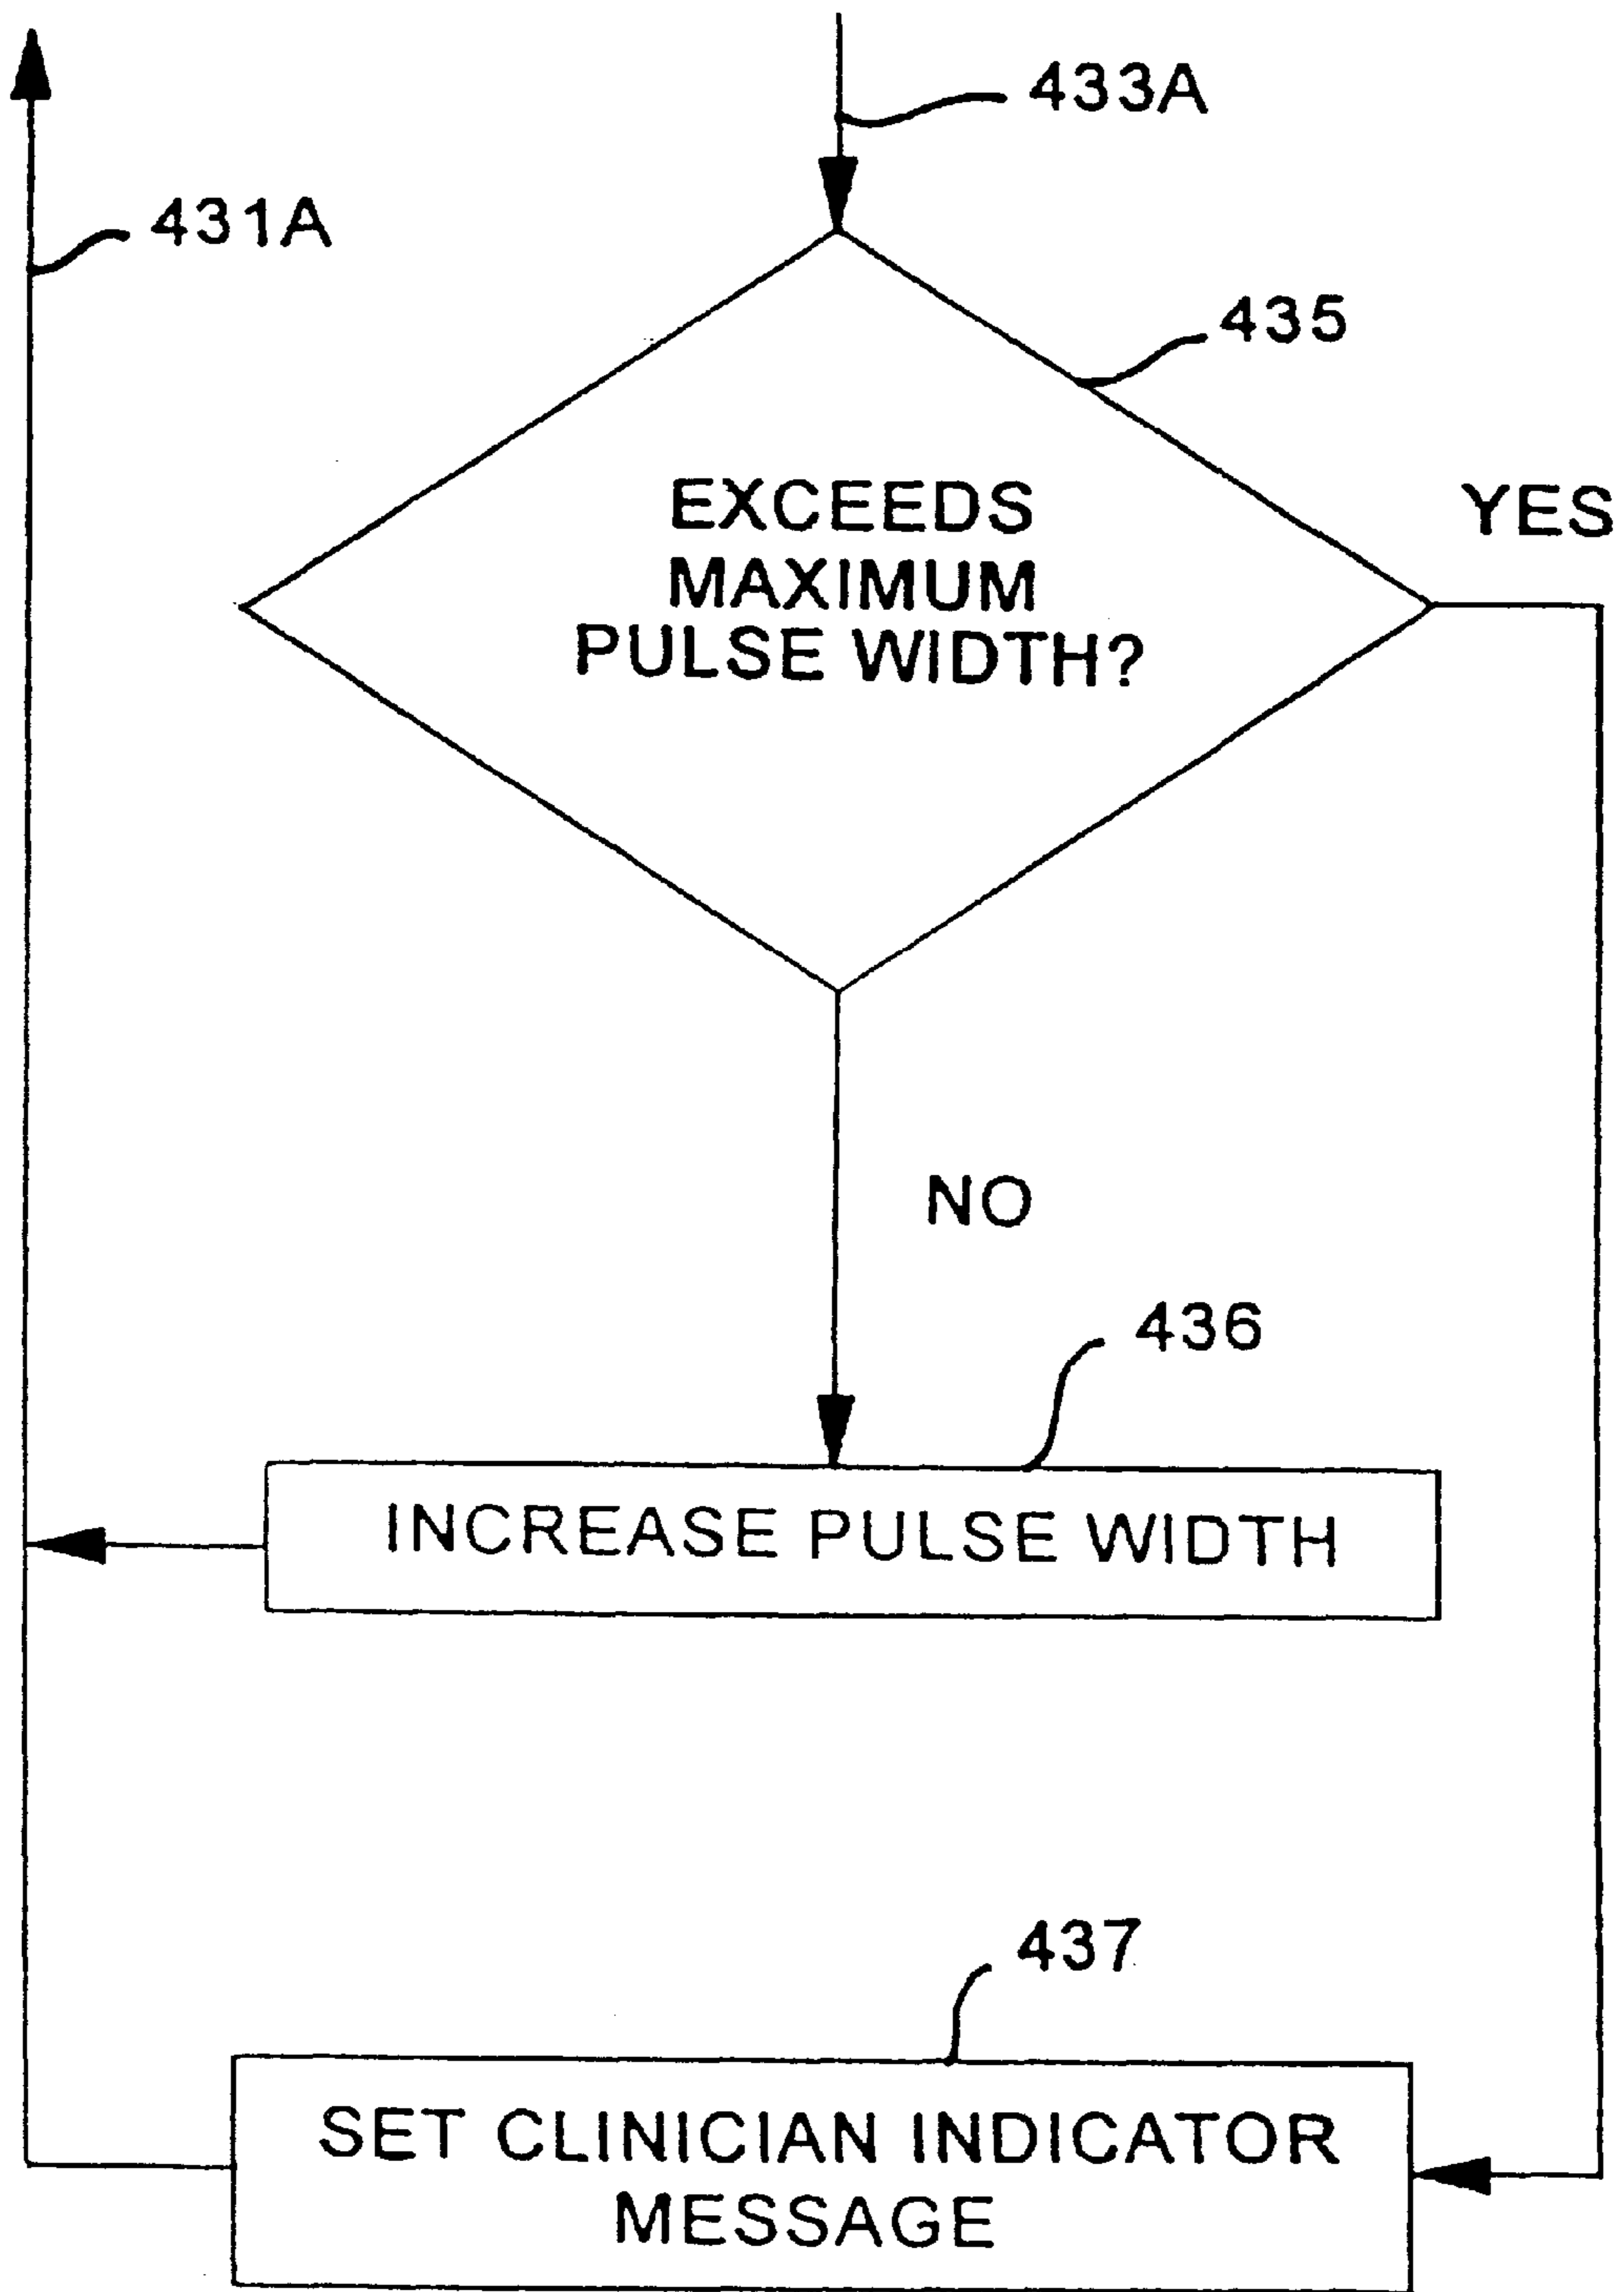 433A
431A
435
EXCEEDS
MAXIMUM
PULSE WIDTH?
YES
NO
436
INCREASE PULSE WIDTH
437
SET CLINICIAN INDICATOR
MESSAGE